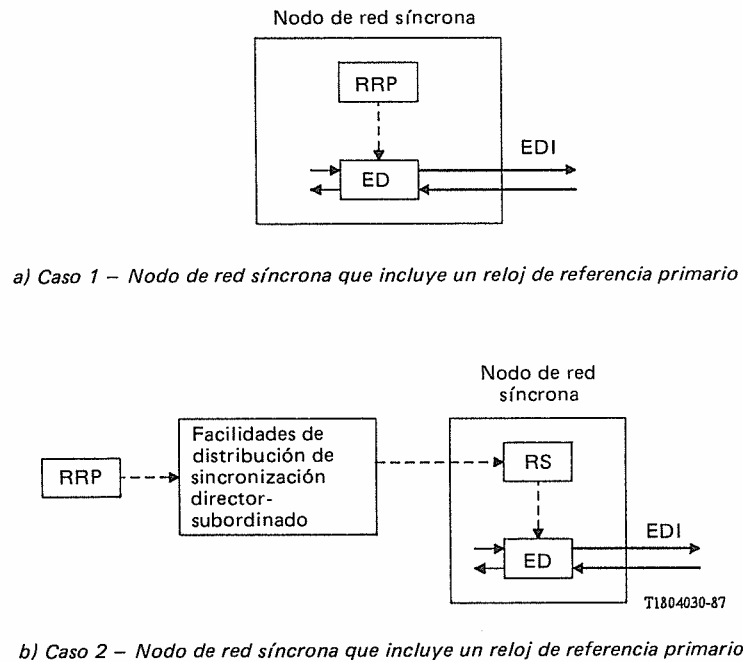 Nodo de red síncrona
RRP
EDI
ED
a) Caso 1 – Nodo de red síncrona que incluye un reloj de referencia primario
Nodo de red
síncrona
Facilidades de
distribución de
sincronización
director-
subordinado
RRP
RS
EDI
ED
T1804030-87
b) Caso 2 – Nodo de red síncrona que incluye un reloj de referencia primario